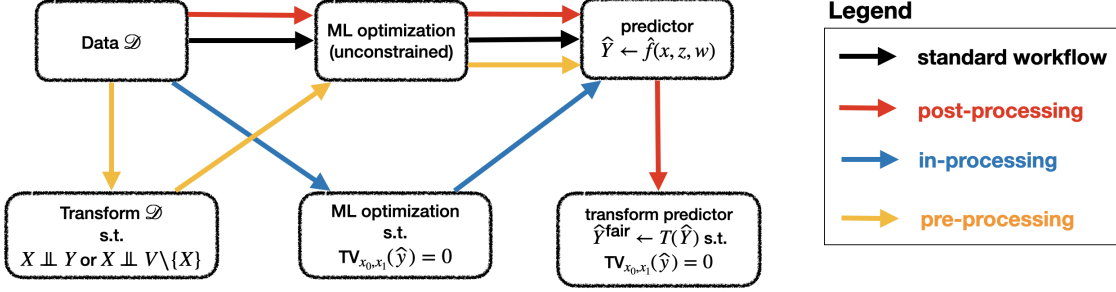 Data 𝒟
ML optimization
(unconstrained)
predictor
Ŷ ← f̂(x, z, w)
Transform 𝒟
s.t.
X ⫫ Y or X ⫫ V\{X}
ML optimization
s.t.
TV_{x₀,x₁}(ŷ) = 0
transform predictor
Ŷ^fair ← T(Ŷ) s.t.
TV_{x₀,x₁}(ŷ) = 0
Legend
standard workflow
post-processing
in-processing
pre-processing